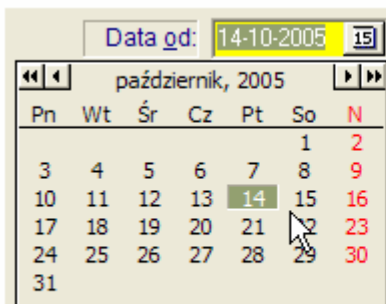 Data od: 14-10-2005 15
październik, 2005
Pn Wt Śr Cz Pt So N
1 2
3 4 5 6 7 8 9
10 11 12 13 14 15 16
17 18 19 20 21 22 23
24 25 26 27 28 29 30
31